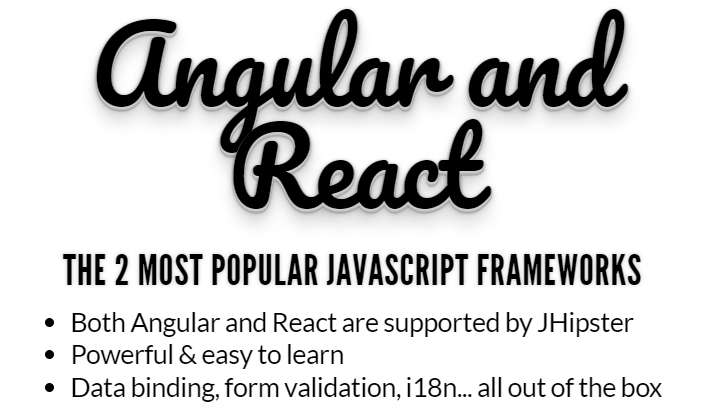 Angular and
React
THE 2 MOST POPULAR JAVASCRIPT FRAMEWORKS
• Both Angular and React are supported by JHipster
• Powerful & easy to learn
• Data binding, form validation, i18n... all out of the box